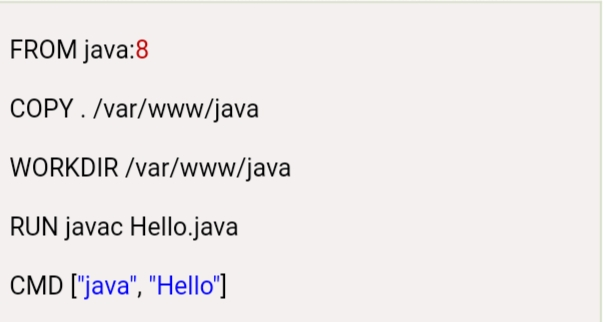 FROM java:8
COPY . /var/www/java
WORKDIR /var/www/java
RUN javac Hello.java
CMD ["java", "Hello"]